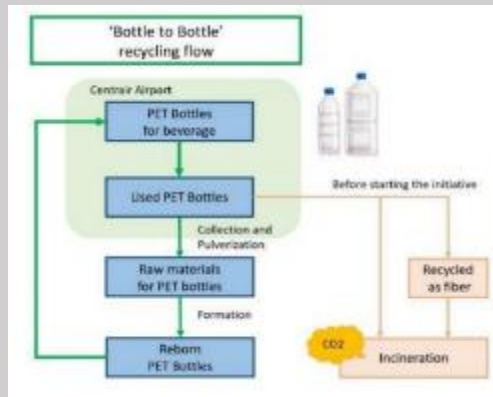 'Bottle to Bottle'
recycling flow
Centrair Airport
PET Bottles
for beverage
Used PET Bottles
Before starting the initiative
Collection and
Pulverization
Raw materials
for PET bottles
Recycled
as fiber
Formation
Reborn
PET Bottles
CO2
Incineration